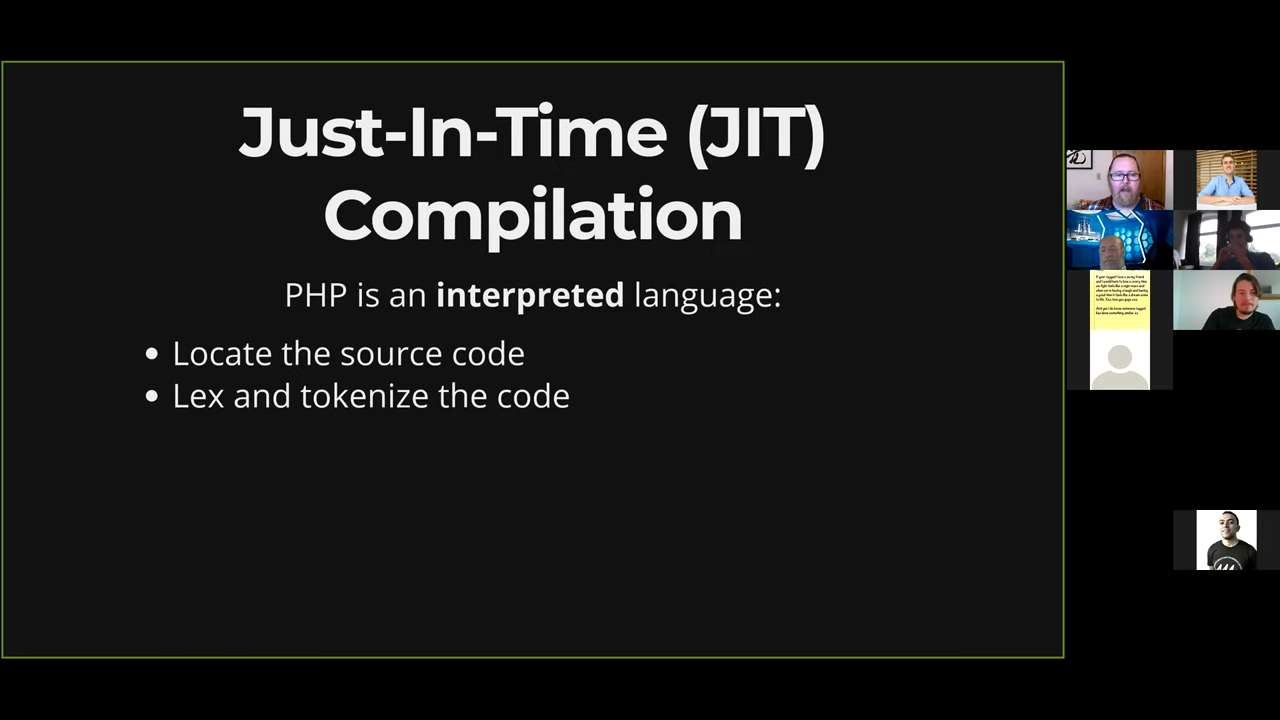 Just-In-Time (JIT)
Compilation
PHP is an interpreted language:
• Locate the source code
• Lex and tokenize the code